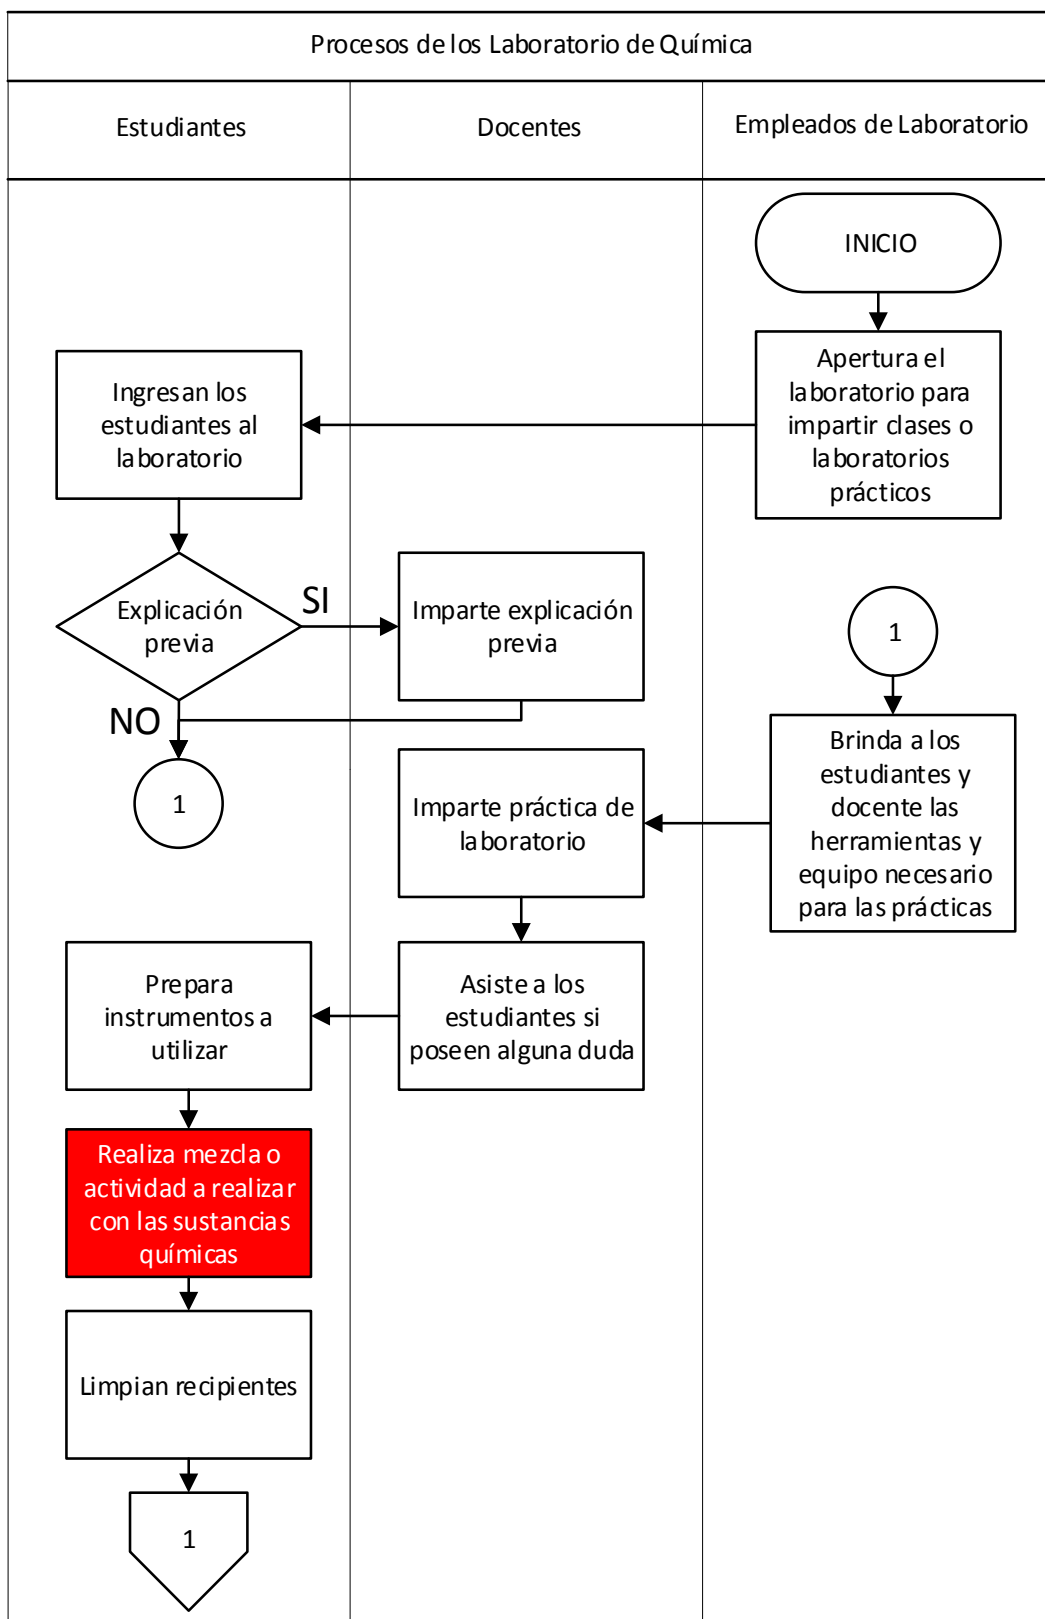 Procesos de los Laboratorio de Química
Estudiantes
Docentes
Empleados de Laboratorio
INICIO
Apertura el
laboratorio para
impartir clases o
laboratorios
prácticos
Ingresan los
estudiantes al
laboratorio
Explicación
previa
SI
Imparte explicación
previa
NO
1
1
Brinda a los
estudiantes y
docente las
herramientas y
equipo necesario
para las prácticas
Imparte práctica de
laboratorio
Asiste a los
estudiantes si
poseen alguna duda
Prepara
instrumentos a
utilizar
Realiza mezcla o
actividad a realizar
con las sustancias
químicas
Limpian recipientes
1